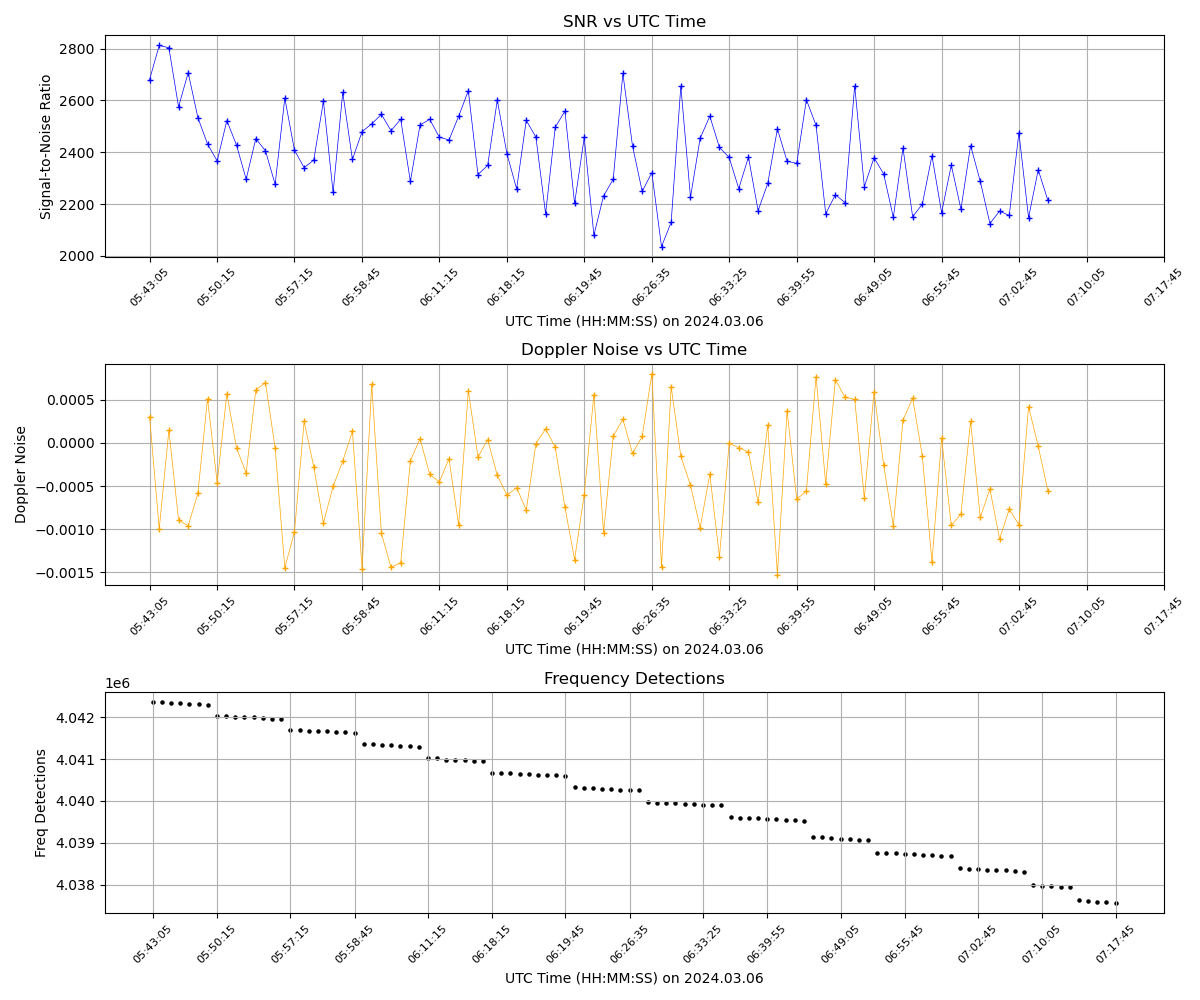 SNR vs UTC Time
Signal-to-Noise Ratio
2800
2600
2400
2200
2000
05:43:05 05:50:15 05:57:15 05:58:45 06:11:15 06:18:15 06:19:45 06:26:35 06:33:25 06:39:55 06:49:05 06:55:45 07:02:45 07:10:05 07:17:45
UTC Time (HH:MM:SS) on 2024.03.06
Doppler Noise vs UTC Time
Doppler Noise
0.0005
0.0000
−0.0005
−0.0010
−0.0015
05:43:05 05:50:15 05:57:15 05:58:45 06:11:15 06:18:15 06:19:45 06:26:35 06:33:25 06:39:55 06:49:05 06:55:45 07:02:45 07:10:05 07:17:45
UTC Time (HH:MM:SS) on 2024.03.06
Frequency Detections
1e6
Freq Detections
4.042
4.041
4.040
4.039
4.038
05:43:05 05:50:15 05:57:15 05:58:45 06:11:15 06:18:15 06:19:45 06:26:35 06:33:25 06:39:55 06:49:05 06:55:45 07:02:45 07:10:05 07:17:45
UTC Time (HH:MM:SS) on 2024.03.06